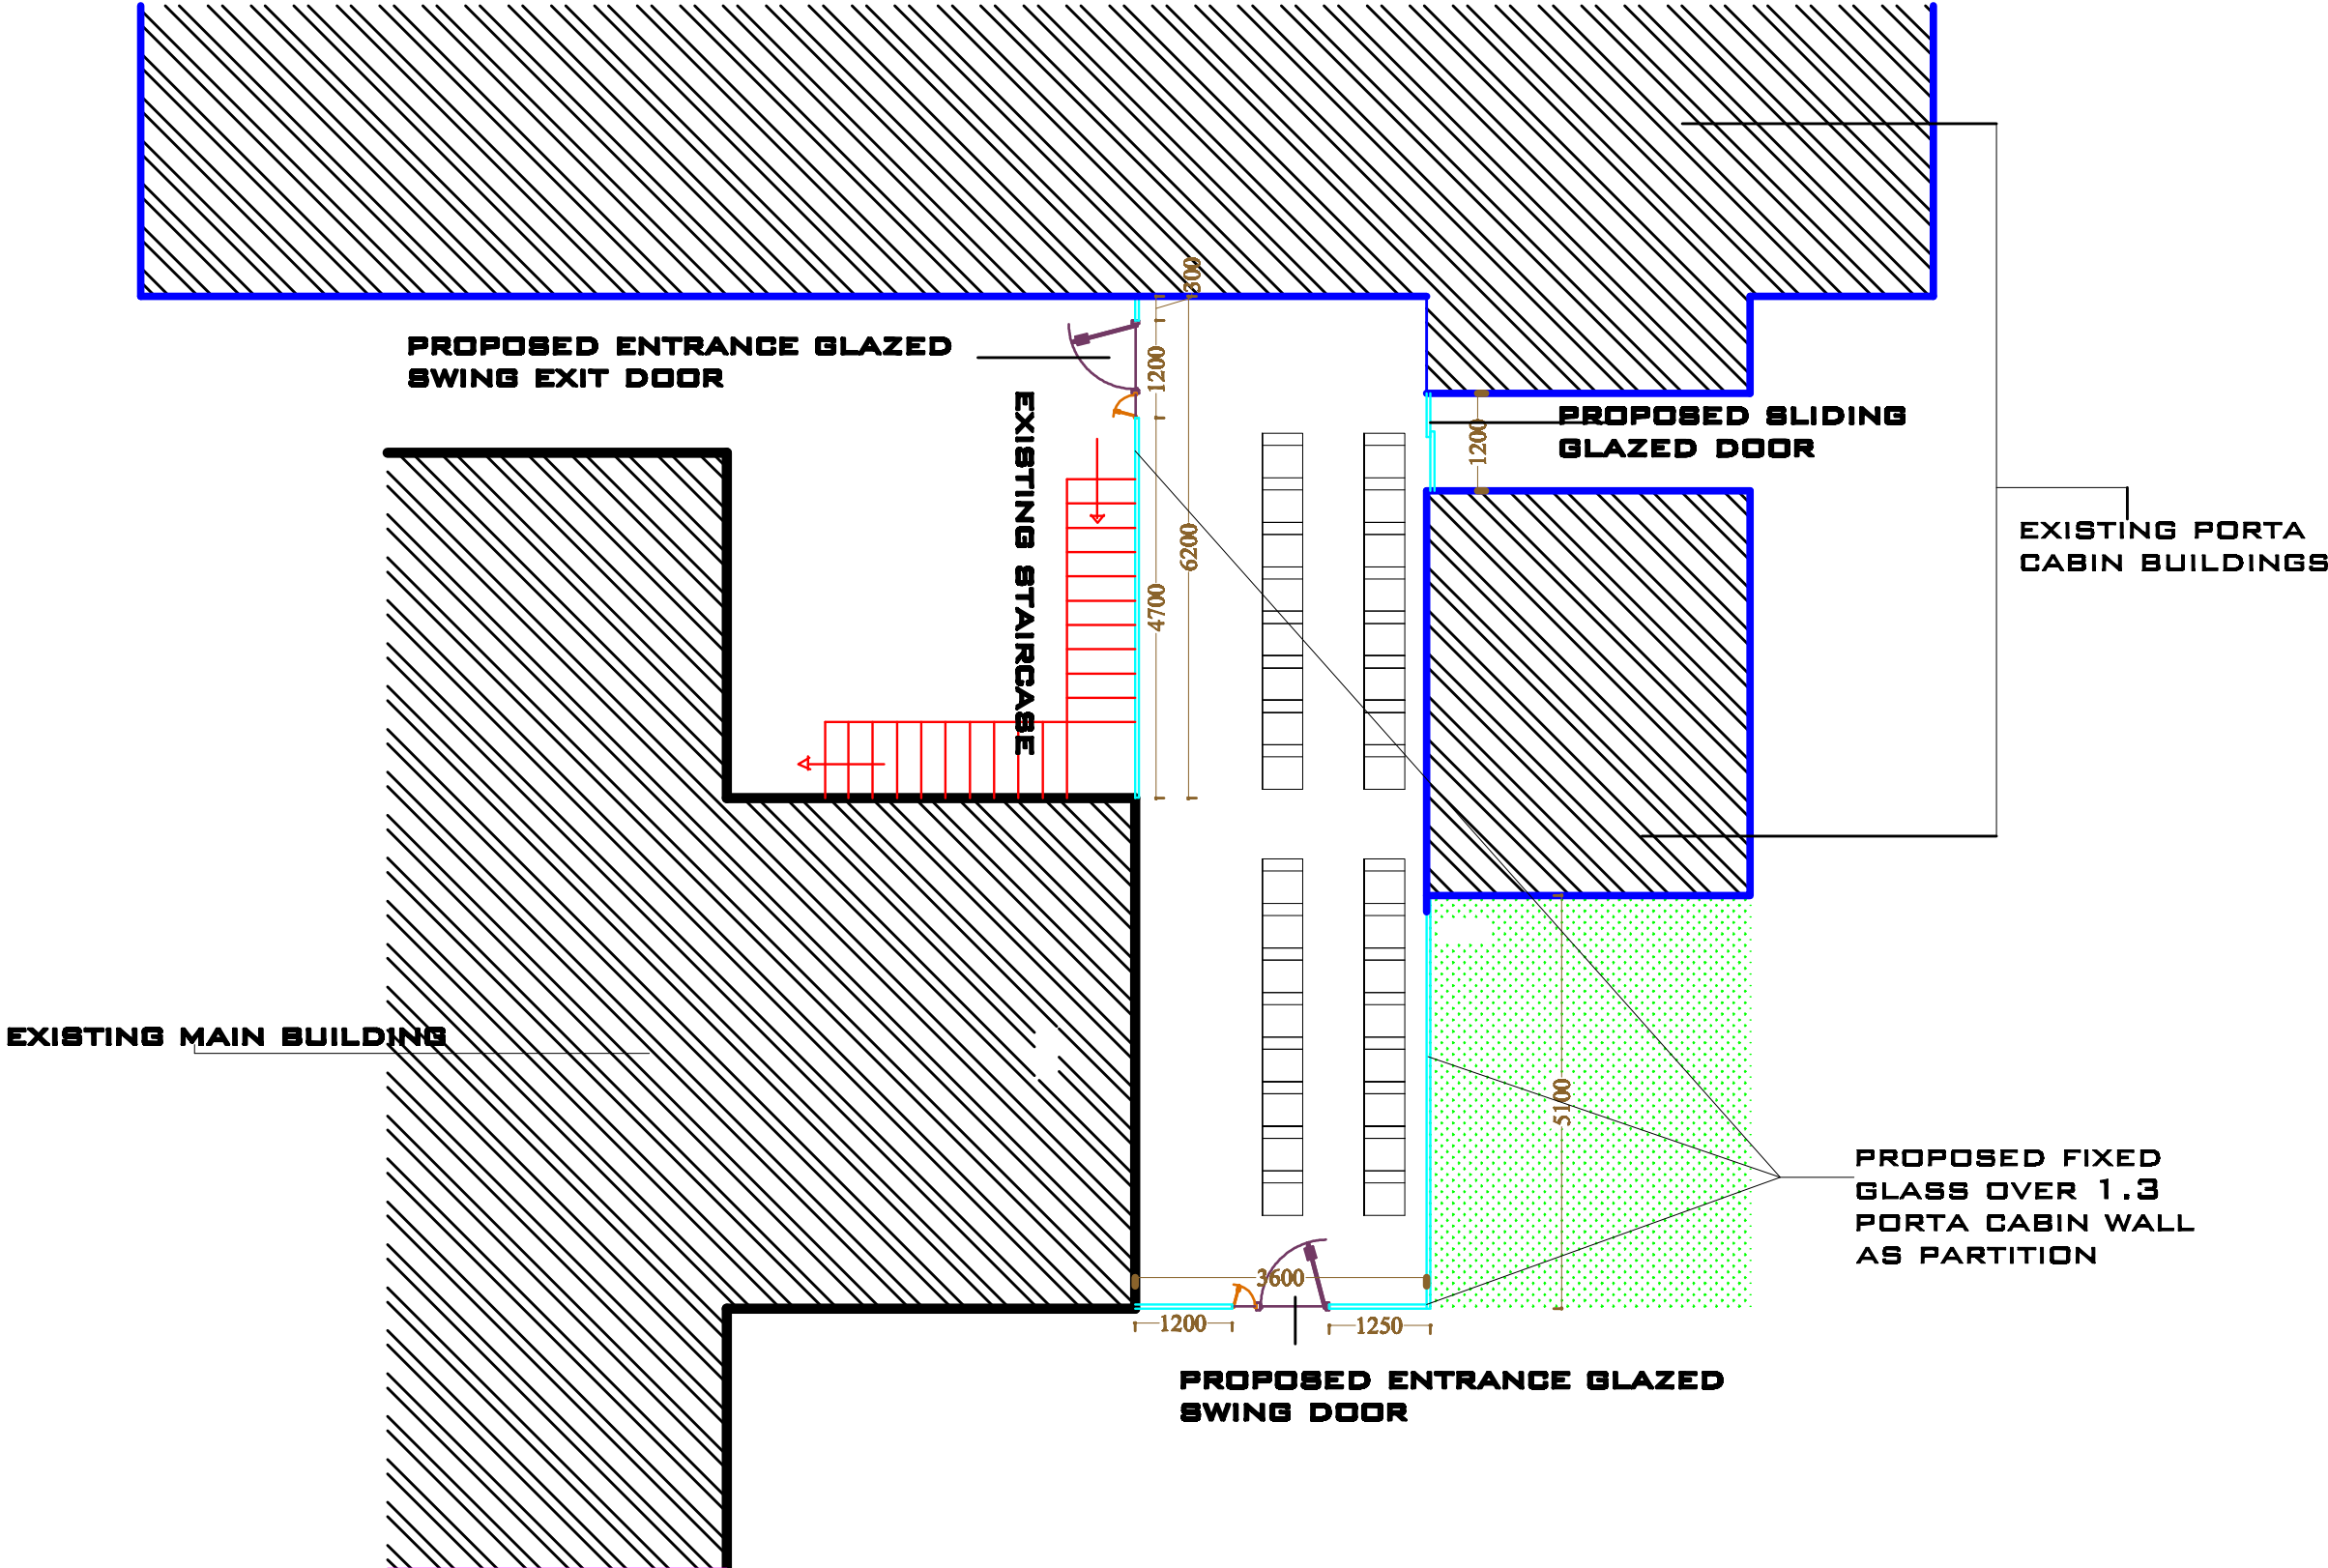 300
PROPOSED ENTRANCE GLAZED
SWING EXIT DOOR
1200
EXISTING STAIRCASE
PROPOSED SLIDING
GLAZED DOOR
1200
6200
4700
EXISTING PORTA
CABIN BUILDINGS
EXISTING MAIN BUILDING
5100
PROPOSED FIXED
GLASS OVER 1.3
PORTA CABIN WALL
AS PARTITION
3600
1200
1250
PROPOSED ENTRANCE GLAZED
SWING DOOR